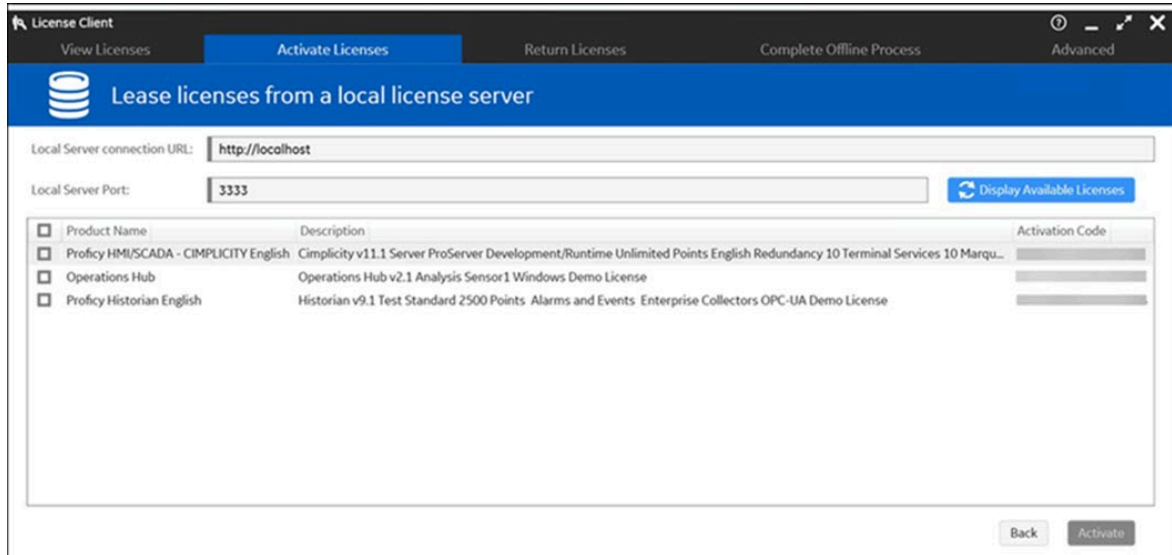 License Client
View Licenses Activate Licenses Return Licenses Complete Offline Process Advanced
Lease licenses from a local license server
Local Server connection URL: http://localhost
Local Server Port: 3333 Display Available Licenses
Product Name Description Activation Code
Proficy HMI/SCADA - CIMPLICITY English Cimplicity v11.1 Server ProServer Development/Runtime Unlimited Points English Redundancy 10 Terminal Services 10 Marqu...
Operations Hub Operations Hub v2.1 Analysis Sensor1 Windows Demo License
Proficy Historian English Historian v9.1 Test Standard 2500 Points Alarms and Events Enterprise Collectors OPC-UA Demo License
Back Activate